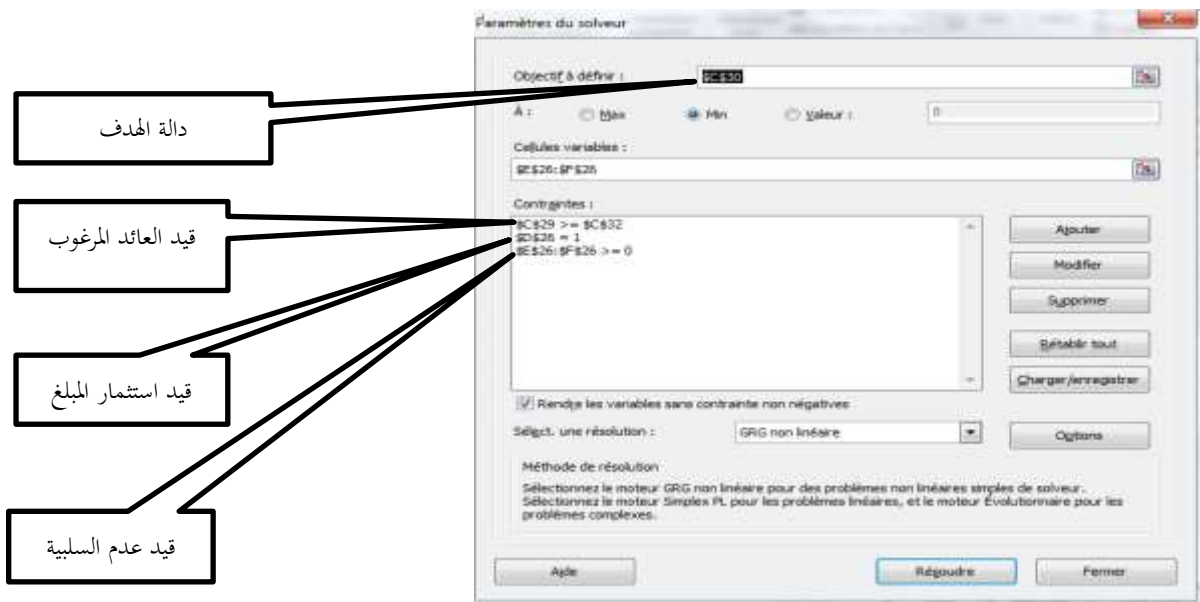 Paramètres du solveur
Objectif à définir :
$C$30
À :
Max
Min
Valeur :
0
Cellules variables :
$E$26:$F$26
Contraintes :
$C$29 >= $C$32
$D$26 = 1
$E$26:$F$26 >= 0
Ajouter
Modifier
Supprimer
Rétablir tout
Charger/enregistrer
Rendre les variables sans contrainte non négatives
Sélect. une résolution :
GRG non linéaire
Options
Méthode de résolution
Sélectionnez le moteur GRG non linéaire pour des problèmes non linéaires simples de solveur.
Sélectionnez le moteur Simplex PL pour les problèmes linéaires, et le moteur Évolutionnaire pour les
problèmes complexes.
Aide
Résoudre
Fermer
دالة الهدف
قيد العائد المرغوب
قيد استثمار المبلغ
قيد عدم السلبية